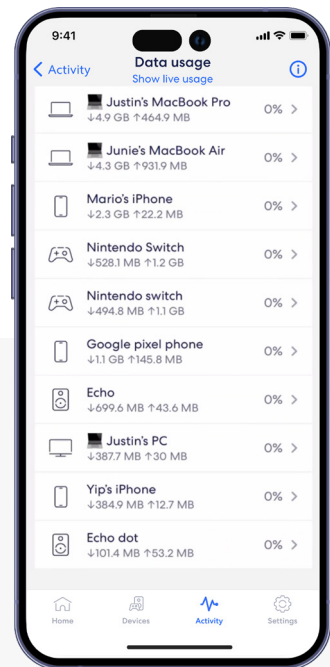 9:41
Activity
Data usage
Show live usage
Justin's MacBook Pro
↓4.9 GB ↑464.9 MB
0%
Junie's MacBook Air
↓4.3 GB ↑931.9 MB
0%
Mario's iPhone
↓2.3 GB ↑22.2 MB
0%
Nintendo Switch
↓528.1 MB ↑1.2 GB
0%
Nintendo switch
↓494.8 MB ↑1.1 GB
0%
Google pixel phone
↓1.1 GB ↑145.8 MB
0%
Echo
↓699.6 MB ↑43.6 MB
0%
Justin's PC
↓387.7 MB ↑30 MB
0%
Yip's iPhone
↓384.9 MB ↑12.7 MB
0%
Echo dot
↓101.4 MB ↑53.2 MB
0%
Home Devices Activity Settings